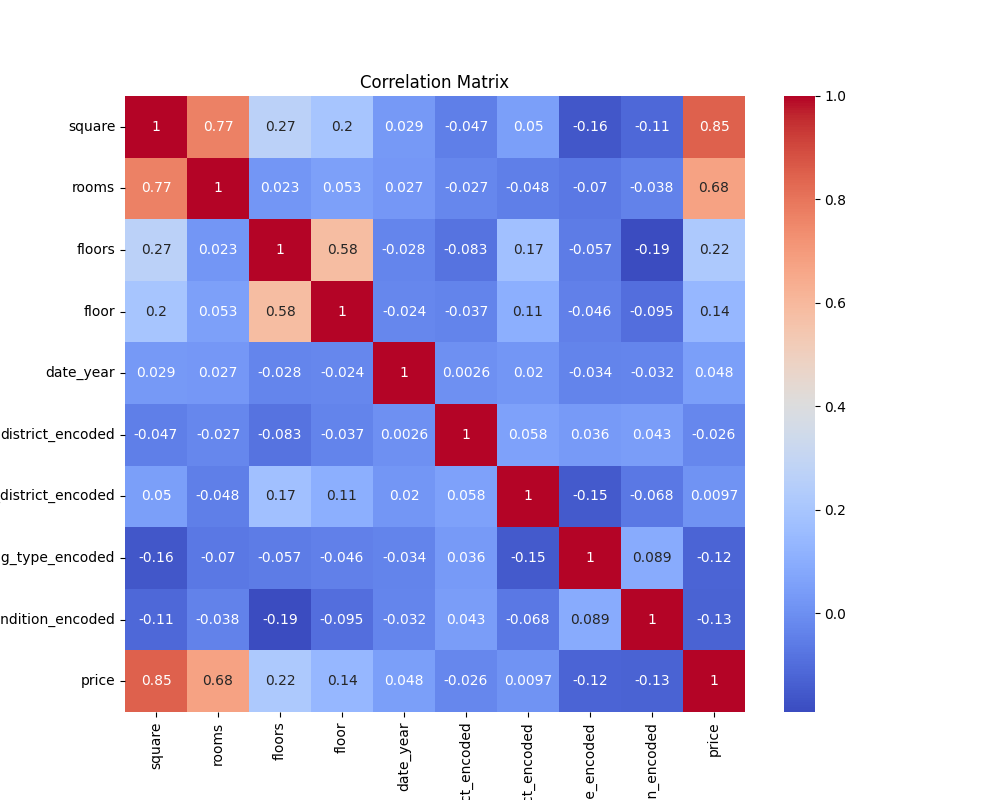 Correlation Matrix
square 1 0.77 0.27 0.2 0.029 -0.047 0.05 -0.16 -0.11 0.85
rooms 0.77 1 0.023 0.053 0.027 -0.027 -0.048 -0.07 -0.038 0.68
floors 0.27 0.023 1 0.58 -0.028 -0.083 0.17 -0.057 -0.19 0.22
floor 0.2 0.053 0.58 1 -0.024 -0.037 0.11 -0.046 -0.095 0.14
date_year 0.029 0.027 -0.028 -0.024 1 0.0026 0.02 -0.034 -0.032 0.048
district_encoded -0.047 -0.027 -0.083 -0.037 0.0026 1 0.058 0.036 0.043 -0.026
district_encoded 0.05 -0.048 0.17 0.11 0.02 0.058 1 -0.15 -0.068 0.0097
g_type_encoded -0.16 -0.07 -0.057 -0.046 -0.034 0.036 -0.15 1 0.089 -0.12
ndition_encoded -0.11 -0.038 -0.19 -0.095 -0.032 0.043 -0.068 0.089 1 -0.13
price 0.85 0.68 0.22 0.14 0.048 -0.026 0.0097 -0.12 -0.13 1
square
rooms
floors
floor
date_year
ct_encoded
ct_encoded
e_encoded
n_encoded
price
1.0
0.8
0.6
0.4
0.2
0.0